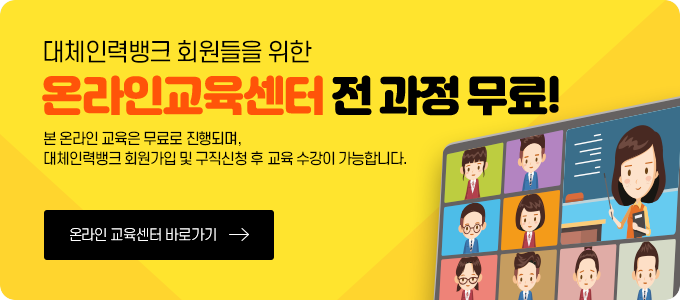 대체인력뱅크 회원들을 위한
온라인교육센터 전 과정 무료!
본 온라인 교육은 무료로 진행되며,
대체인력뱅크 회원가입 및 구직신청 후 교육 수강이 가능합니다.
온라인 교육센터 바로가기 →